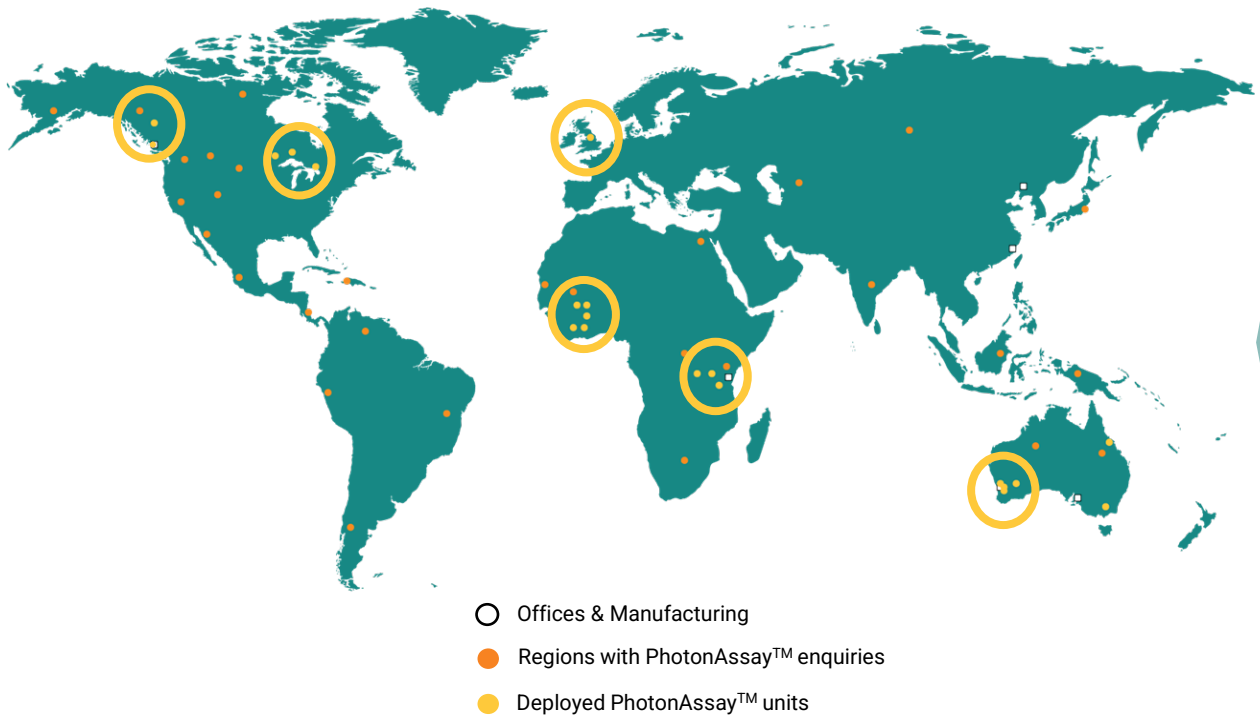 Offices & Manufacturing
Regions with PhotonAssay™ enquiries
Deployed PhotonAssay™ units